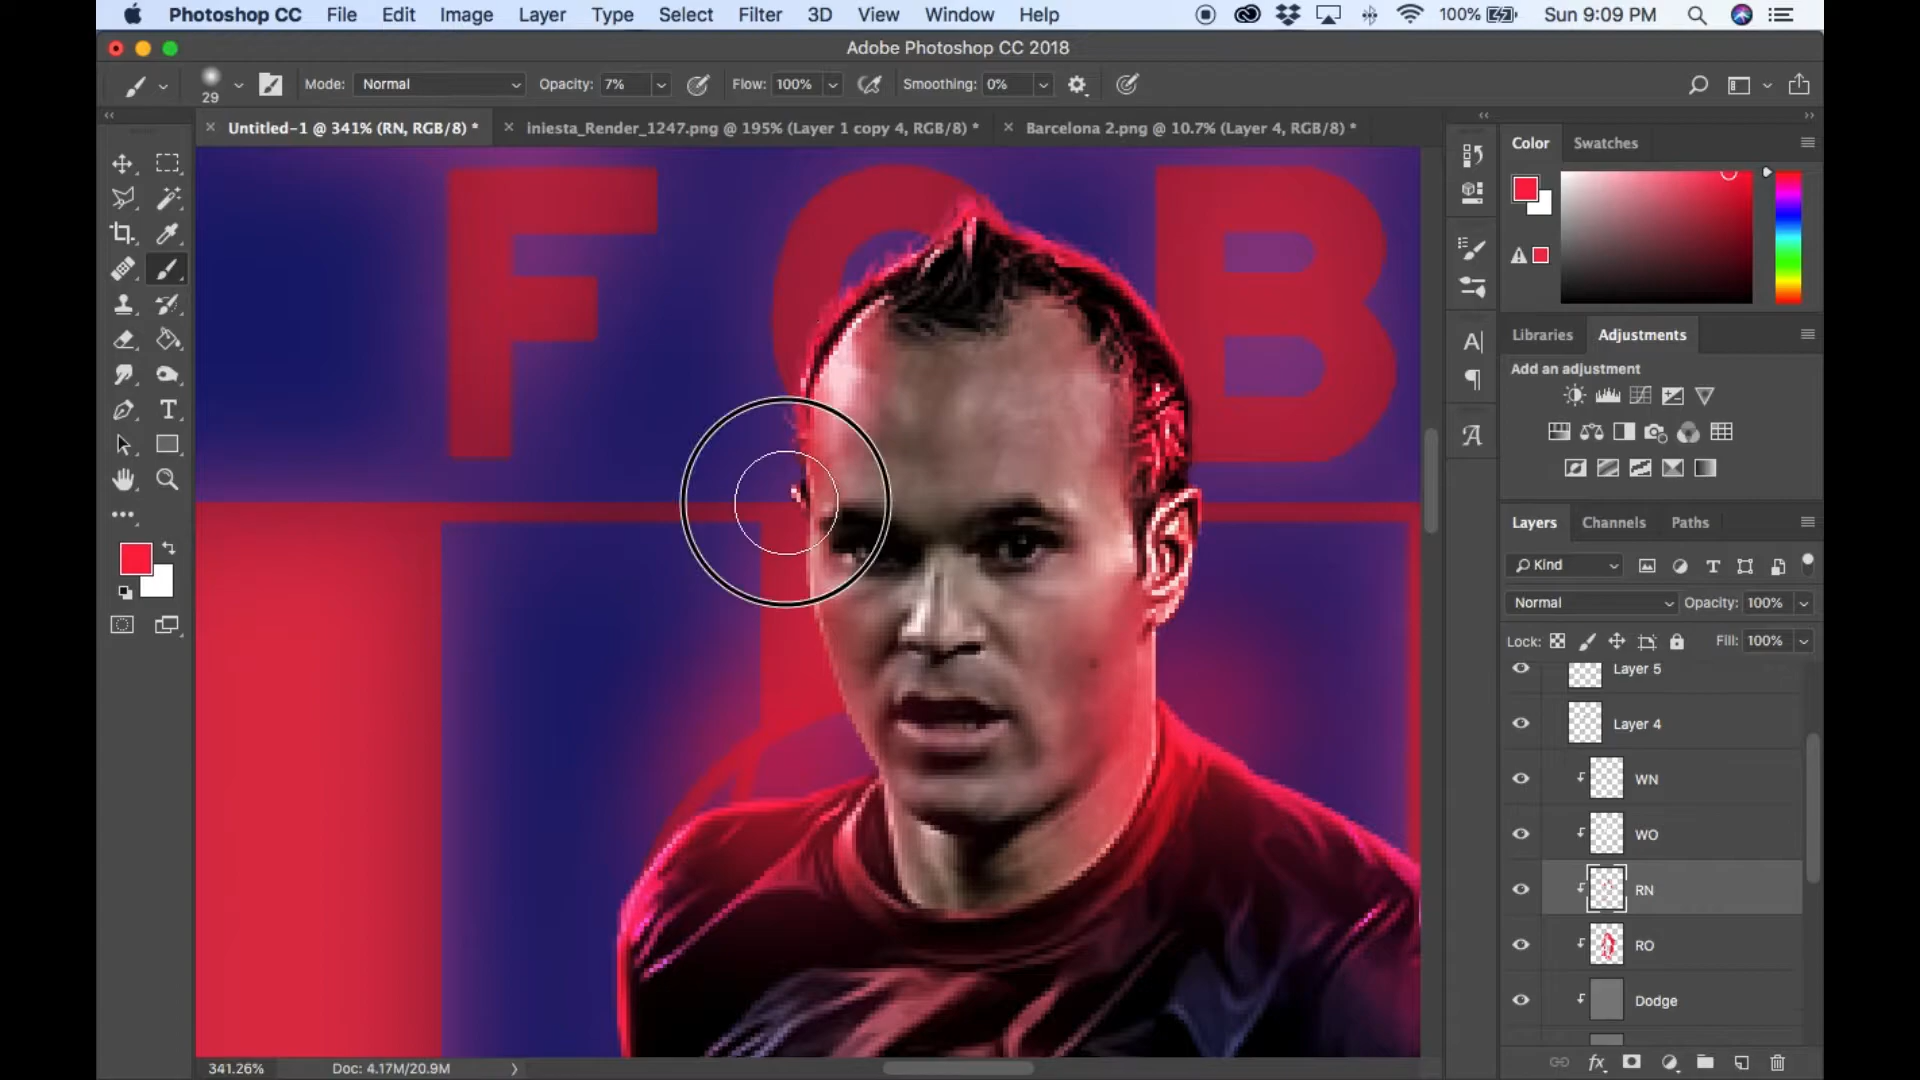 Photoshop CC File Edit Image Layer Type Select Filter 3D View Window Help 100% Sun 9:09 PM
Adobe Photoshop CC 2018
29 Mode: Normal Opacity: 7% Flow: 100% Smoothing: 0%
Untitled-1 @ 341% (RN, RGB/8) * iniesta_Render_1247.png @ 195% (Layer 1 copy 4, RGB/8) * Barcelona 2.png @ 10.7% (Layer 4, RGB/8) *
Color Swatches
F C B
Libraries Adjustments
Add an adjustment
Layers Channels Paths
Kind
Normal Opacity: 100%
Lock: Fill: 100%
Layer 5
Layer 4
WN
WO
RN
RO
Dodge
341.26% Doc: 4.17M/20.9M